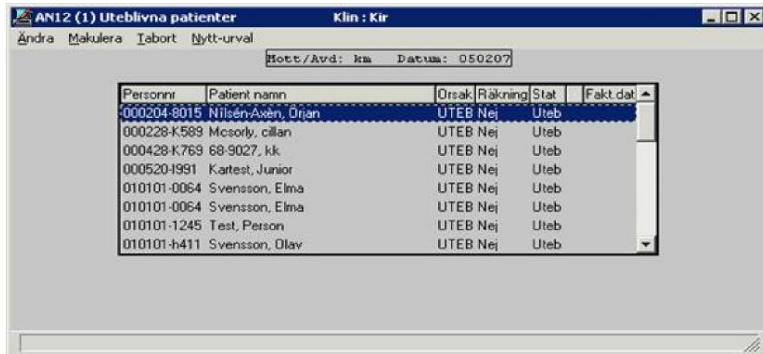 AN12 (1) Uteblivna patienter Klin : Kir
Ändra Makulera Tabort Nytt-urval
Mott/Avd: km Datum: 050207
Personnr Patient namn Orsak Räkning Stat Fakt.dat
000204-8015 Nilsén-Axèn, Örjan UTEB Nej Uteb
000228-K589 Mcsorly, cillan UTEB Nej Uteb
000428-K769 68-9027, kk UTEB Nej Uteb
000520-I991 Kartest, Junior UTEB Nej Uteb
010101-0064 Svensson, Elma UTEB Nej Uteb
010101-0064 Svensson, Elma UTEB Nej Uteb
010101-1245 Test, Person UTEB Nej Uteb
010101-h411 Svensson, Olav UTEB Nej Uteb